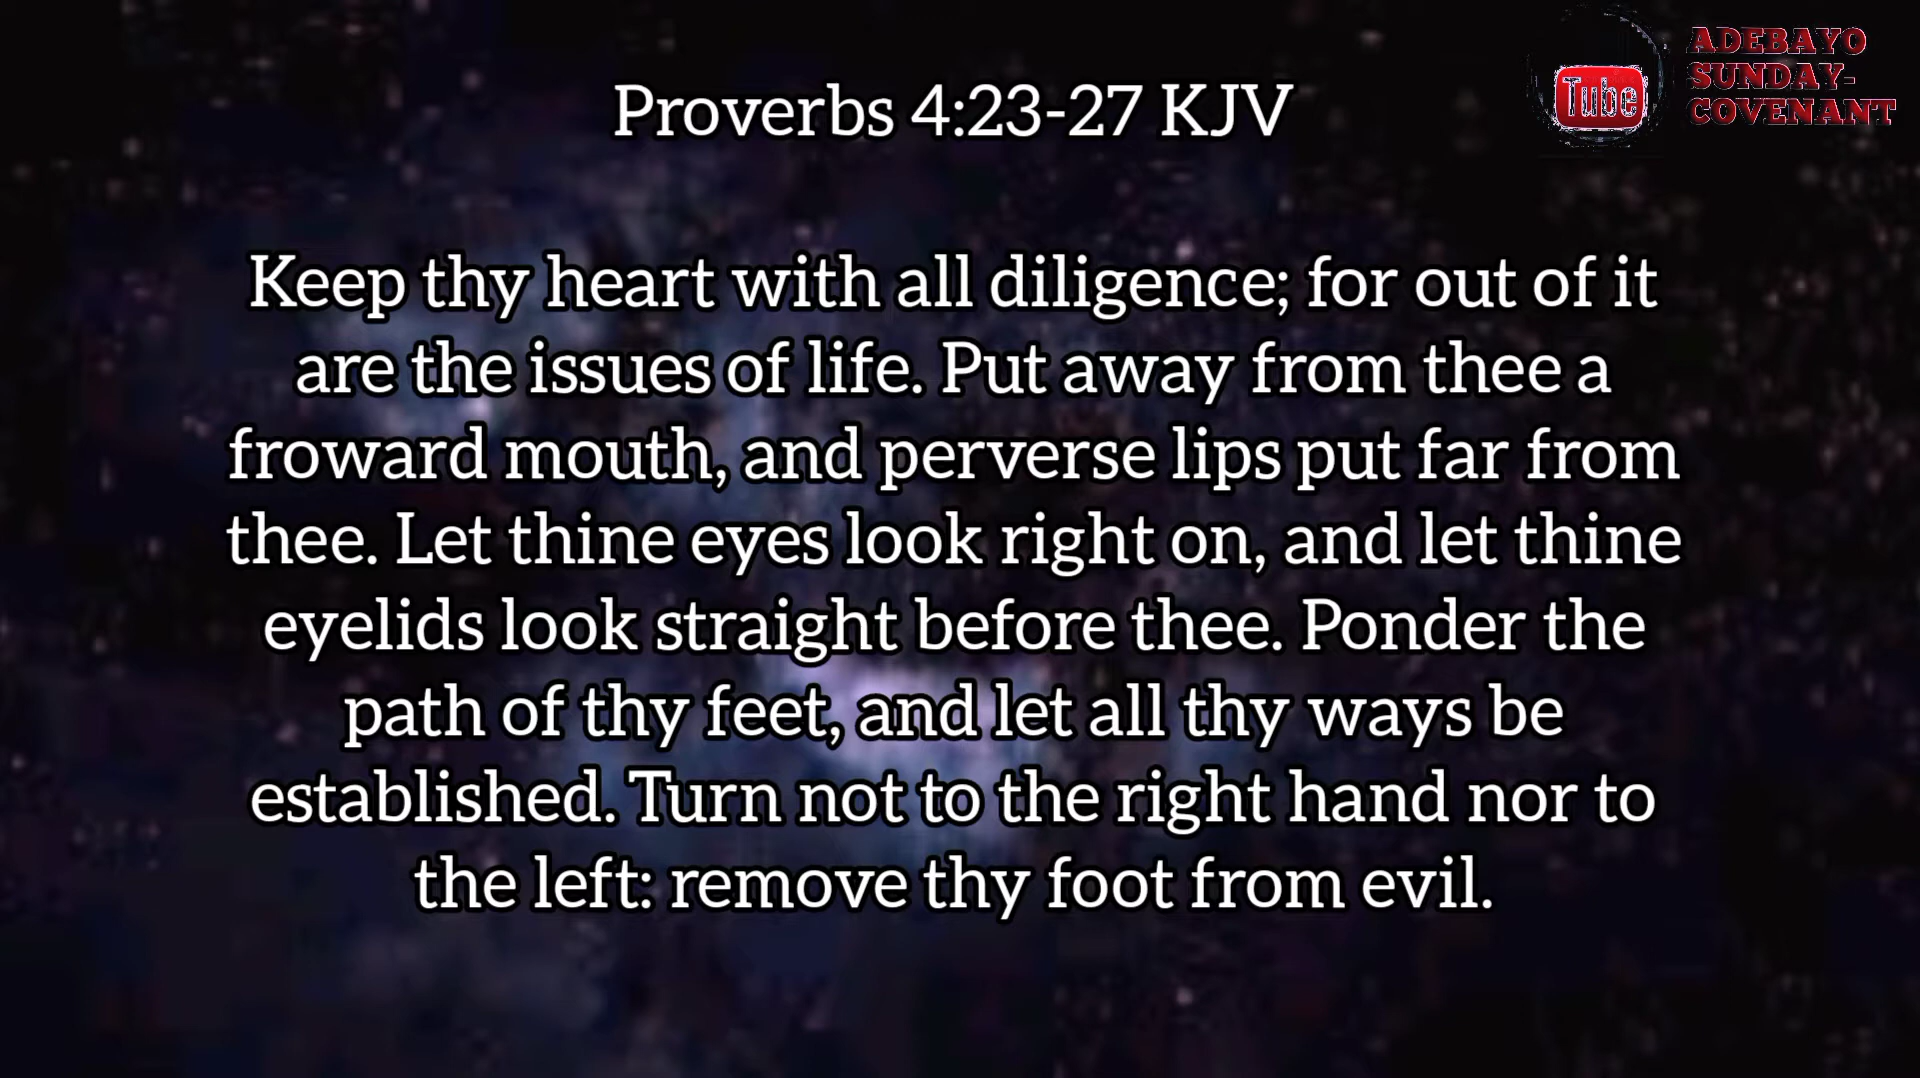 Proverbs 4:23-27 KJV
Tube
ADEBAYO
SUNDAY-
COVENANT
Keep thy heart with all diligence; for out of it
are the issues of life. Put away from thee a
froward mouth, and perverse lips put far from
thee. Let thine eyes look right on, and let thine
eyelids look straight before thee. Ponder the
path of thy feet, and let all thy ways be
established. Turn not to the right hand nor to
the left: remove thy foot from evil.